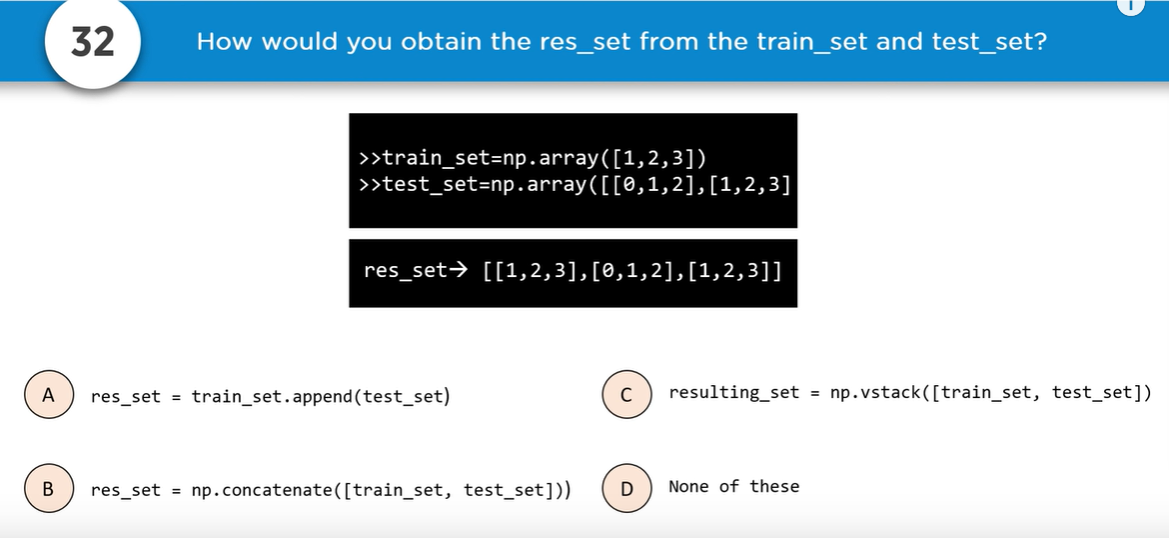 32
How would you obtain the res_set from the train_set and test_set?
>>train_set=np.array([1,2,3])
>>test_set=np.array([[0,1,2],[1,2,3]
res_set→ [[1,2,3],[0,1,2],[1,2,3]]
A res_set = train_set.append(test_set)
B res_set = np.concatenate([train_set, test_set]))
C resulting_set = np.vstack([train_set, test_set])
D None of these